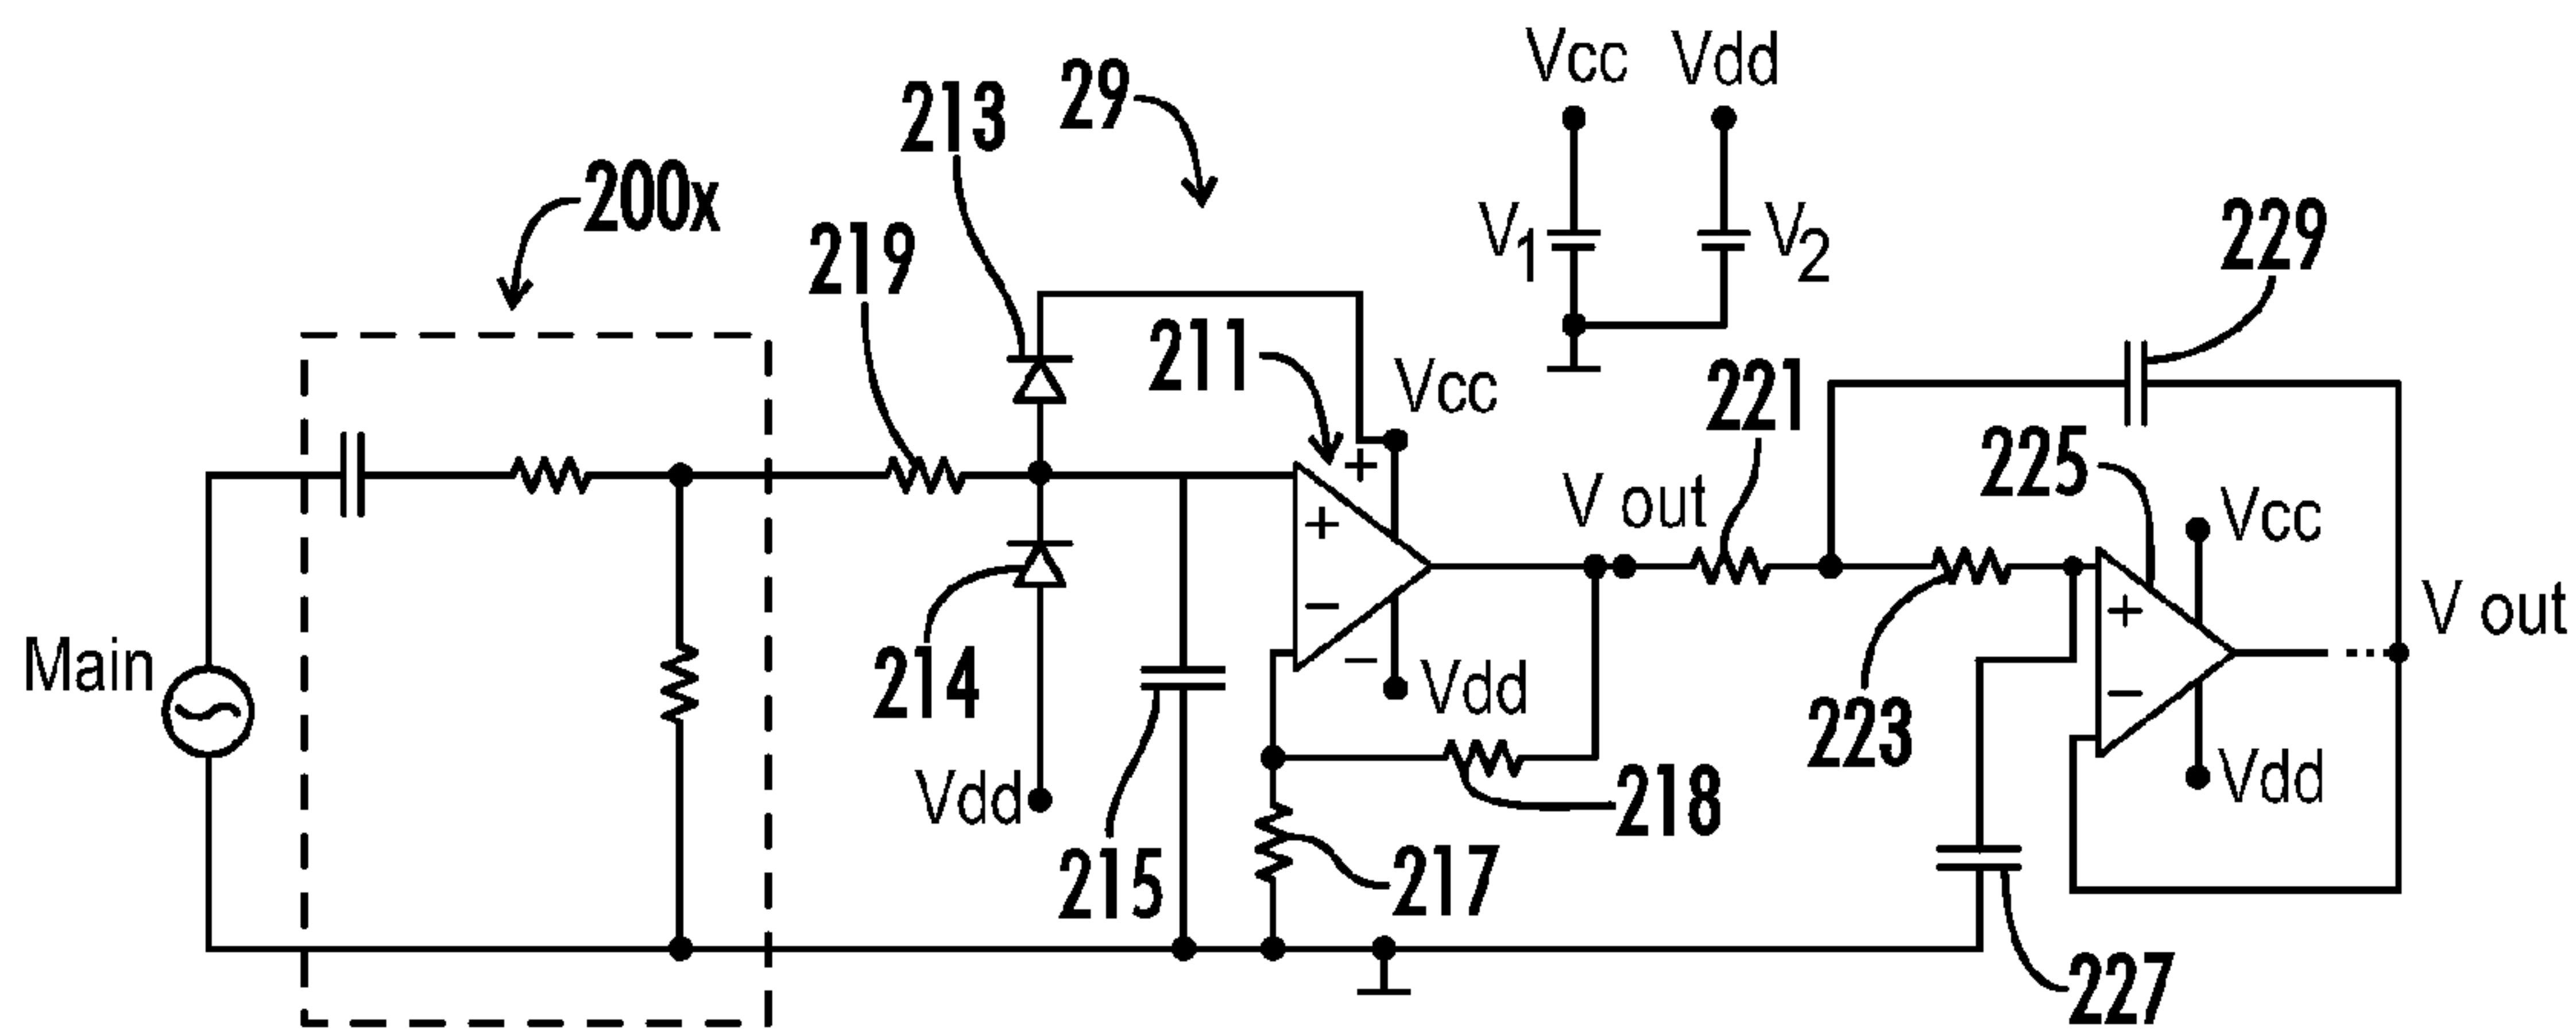 Vcc Vdd
29
213
200x
V1 V2
229
219
211
Vcc
221
225
V out
Vcc
+
+
+
V out
Main
214
−
−
−
Vdd
Vdd
223
Vdd
218
215
217
227